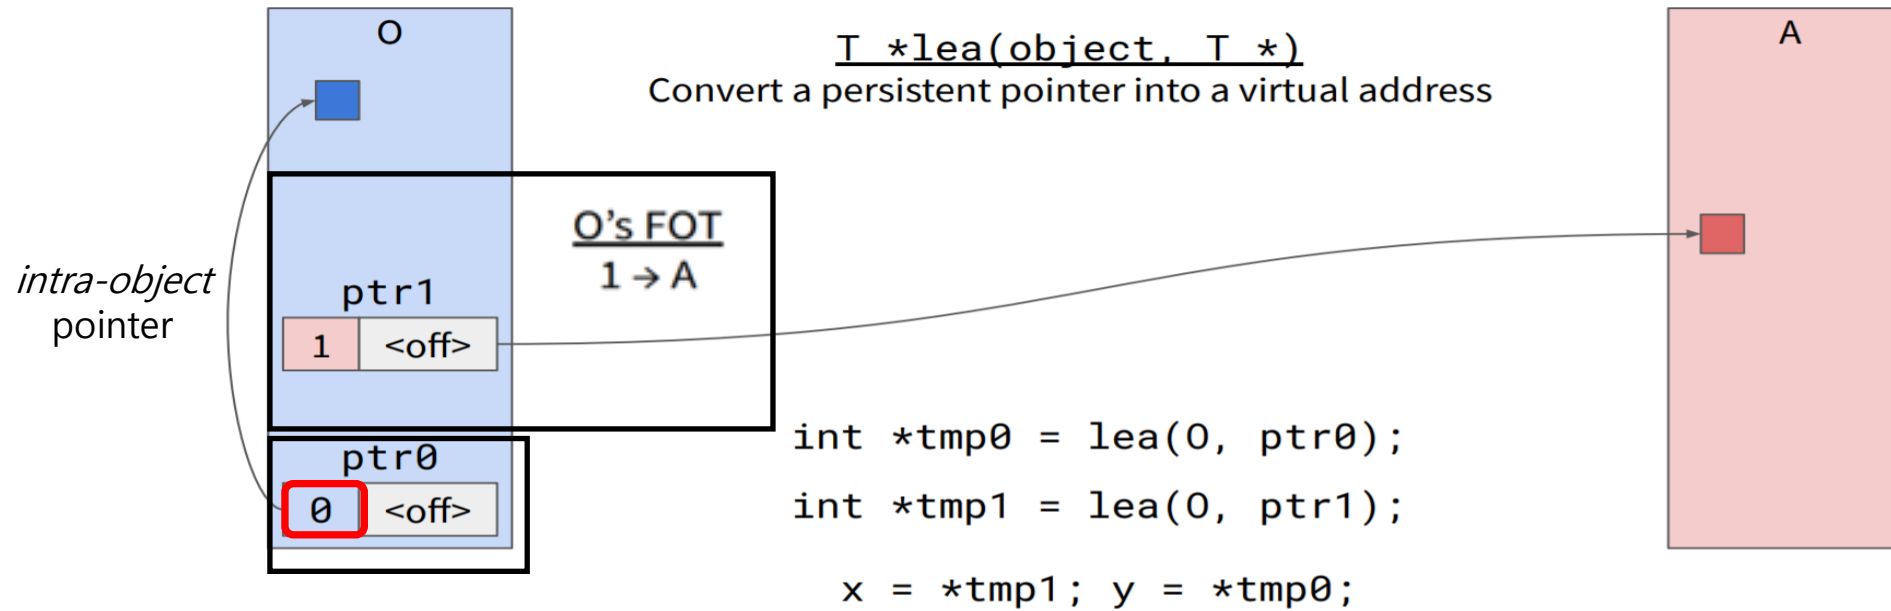 O
T *lea(object, T *)
Convert a persistent pointer into a virtual address
A
O's FOT
1 → A
intra-object
pointer
ptr1
1 <off>
ptr0
0 <off>
int *tmp0 = lea(O, ptr0);
int *tmp1 = lea(O, ptr1);
x = *tmp1; y = *tmp0;